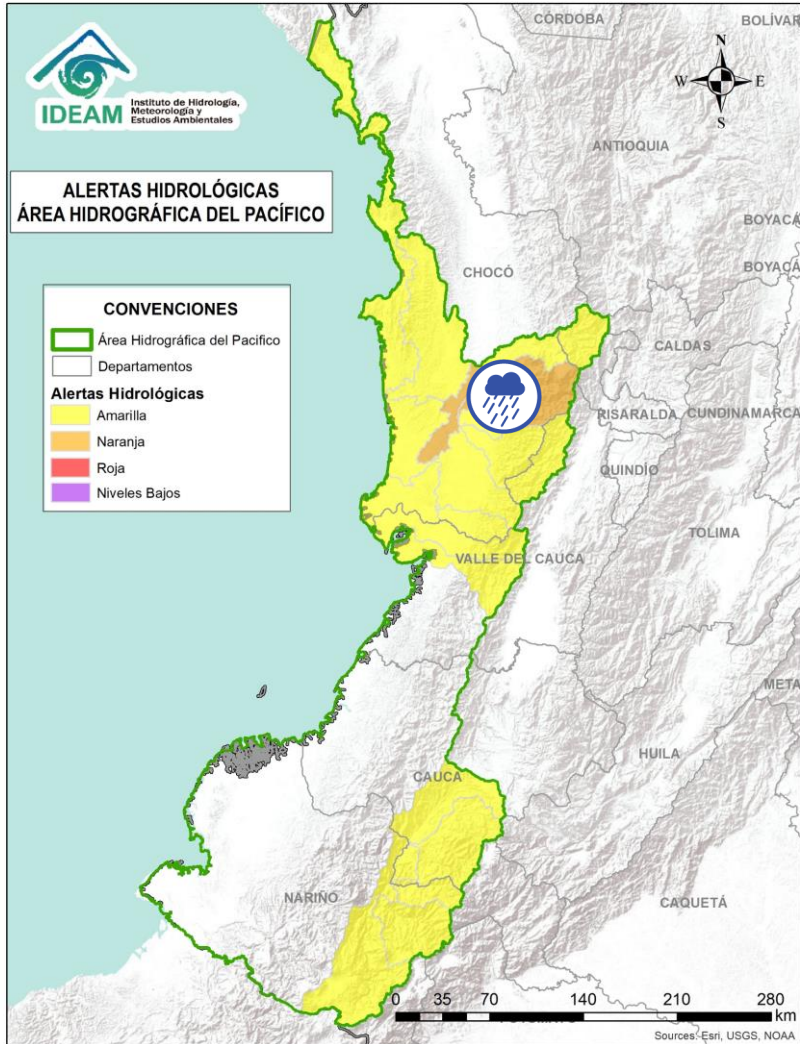 IDEAM
Instituto de Hidrología,
Meteorología y
Estudios Ambientales
CÓRDOBA
BOLÍVAR
N
W
E
S
ANTIOQUIA
ALERTAS HIDROLÓGICAS
ÁREA HIDROGRÁFICA DEL PACÍFICO
BOYACÁ
CHOCÓ
BOYACÁ
CONVENCIONES
Área Hidrográfica del Pacífico
Departamentos
Alertas Hidrológicas
Amarilla
Naranja
Roja
Niveles Bajos
CALDAS
RISARALDA
CUNDINAMARCA
QUINDÍO
TOLIMA
VALLE DEL CAUCA
META
HUILA
CAUCA
NARIÑO
CAQUETÁ
0 35 70 140 210 280
km
Sources: Esri, USGS, NOAA